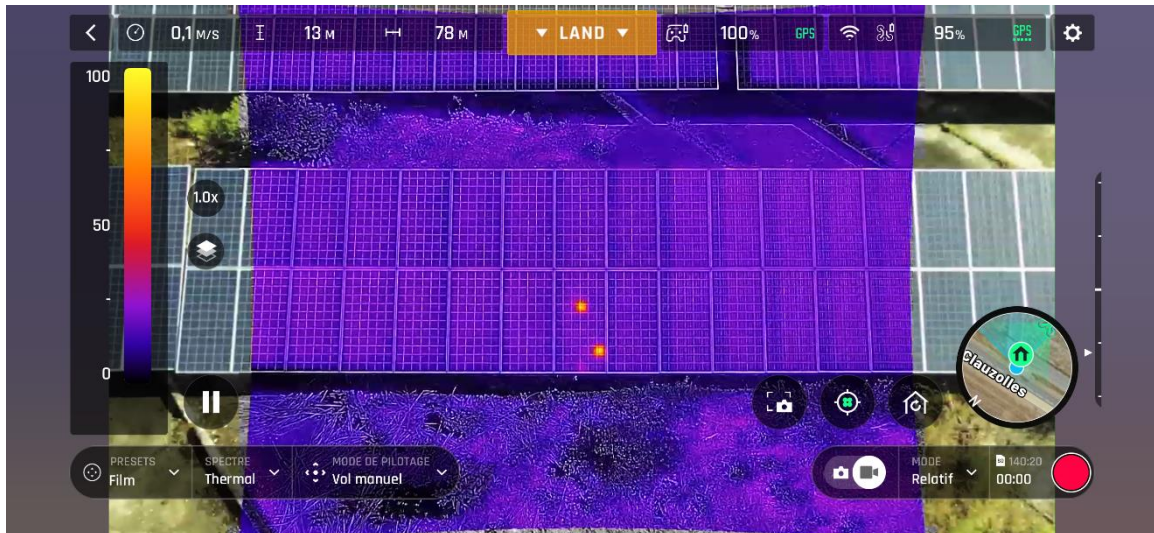 0,1 M/S
13 M
78 M
▼ LAND ▼
100%
GPS
95%
GPS
100
50
0
1.0x
Clauzolles
N
PRESETS
Film
SPECTRE
Thermal
MODE DE PILOTAGE
Vol manuel
MODE
Relatif
SD 140:20
00:00